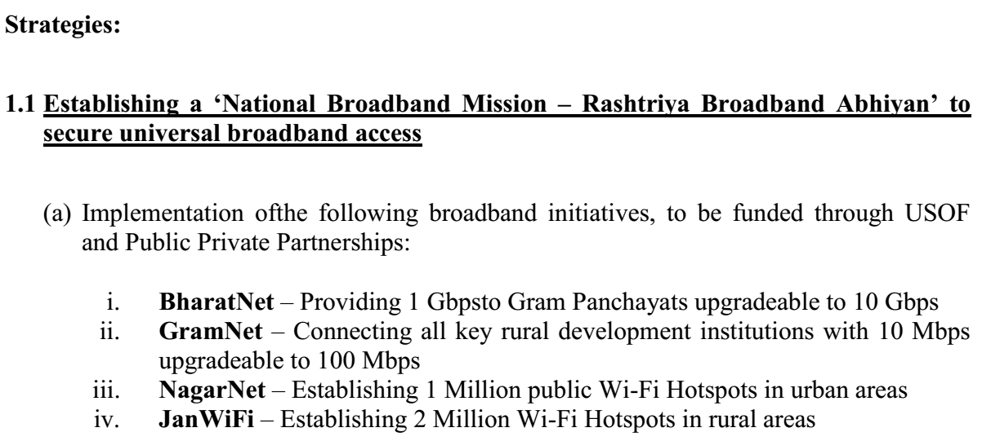 Strategies:
1.1 Establishing a ‘National Broadband Mission – Rashtriya Broadband Abhiyan’ to
secure universal broadband access
(a) Implementation ofthe following broadband initiatives, to be funded through USOF
and Public Private Partnerships:
i. BharatNet – Providing 1 Gbpsto Gram Panchayats upgradeable to 10 Gbps
ii. GramNet – Connecting all key rural development institutions with 10 Mbps
upgradeable to 100 Mbps
iii. NagarNet – Establishing 1 Million public Wi-Fi Hotspots in urban areas
iv. JanWiFi – Establishing 2 Million Wi-Fi Hotspots in rural areas